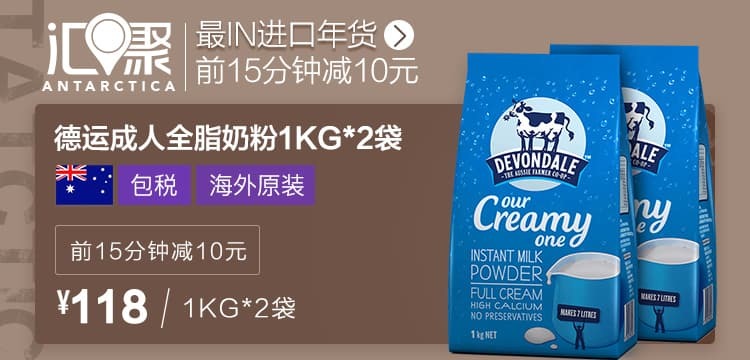 汇聚
ANTARCTICA
最IN进口年货
前15分钟减10元
德运成人全脂奶粉1KG*2袋
包税
海外原装
前15分钟减10元
¥118 / 1KG*2袋
DEVONDALE
THE AUSSIE FARMER CO-OP
our
Creamy
one
INSTANT MILK
POWDER
FULL CREAM
HIGH CALCIUM
NO PRESERVATIVES
1 kg NET
MAKES 7 LITRES
MAKES 7 LITRES